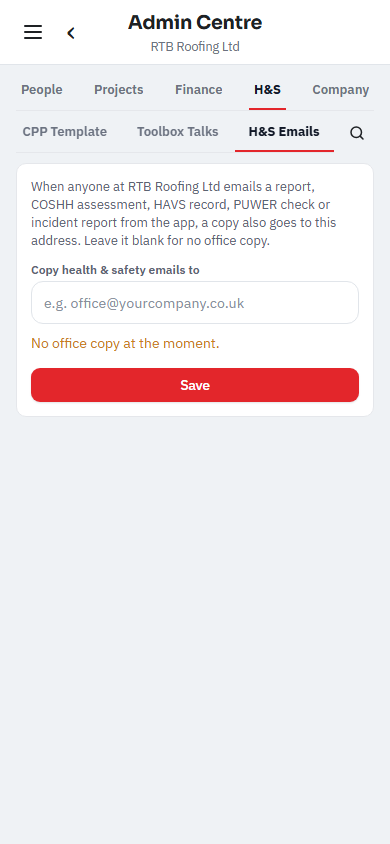 Admin Centre
RTB Roofing Ltd
People Projects Finance H&S Company
CPP Template Toolbox Talks H&S Emails
When anyone at RTB Roofing Ltd emails a report,
COSHH assessment, HAVS record, PUWER check or
incident report from the app, a copy also goes to this
address. Leave it blank for no office copy.
Copy health & safety emails to
e.g. office@yourcompany.co.uk
No office copy at the moment.
Save